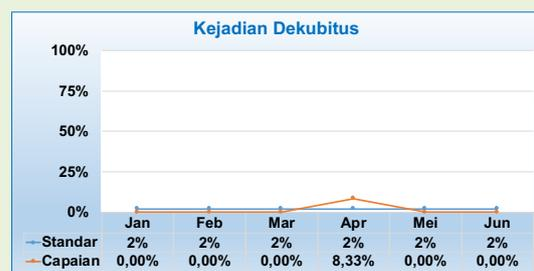 Kejadian Dekubitus
100%
75%
50%
25%
0%
Jan Feb Mar Apr Mei Jun
Standar 2% 2% 2% 2% 2% 2%
Capaian 0,00% 0,00% 0,00% 8,33% 0,00% 0,00%